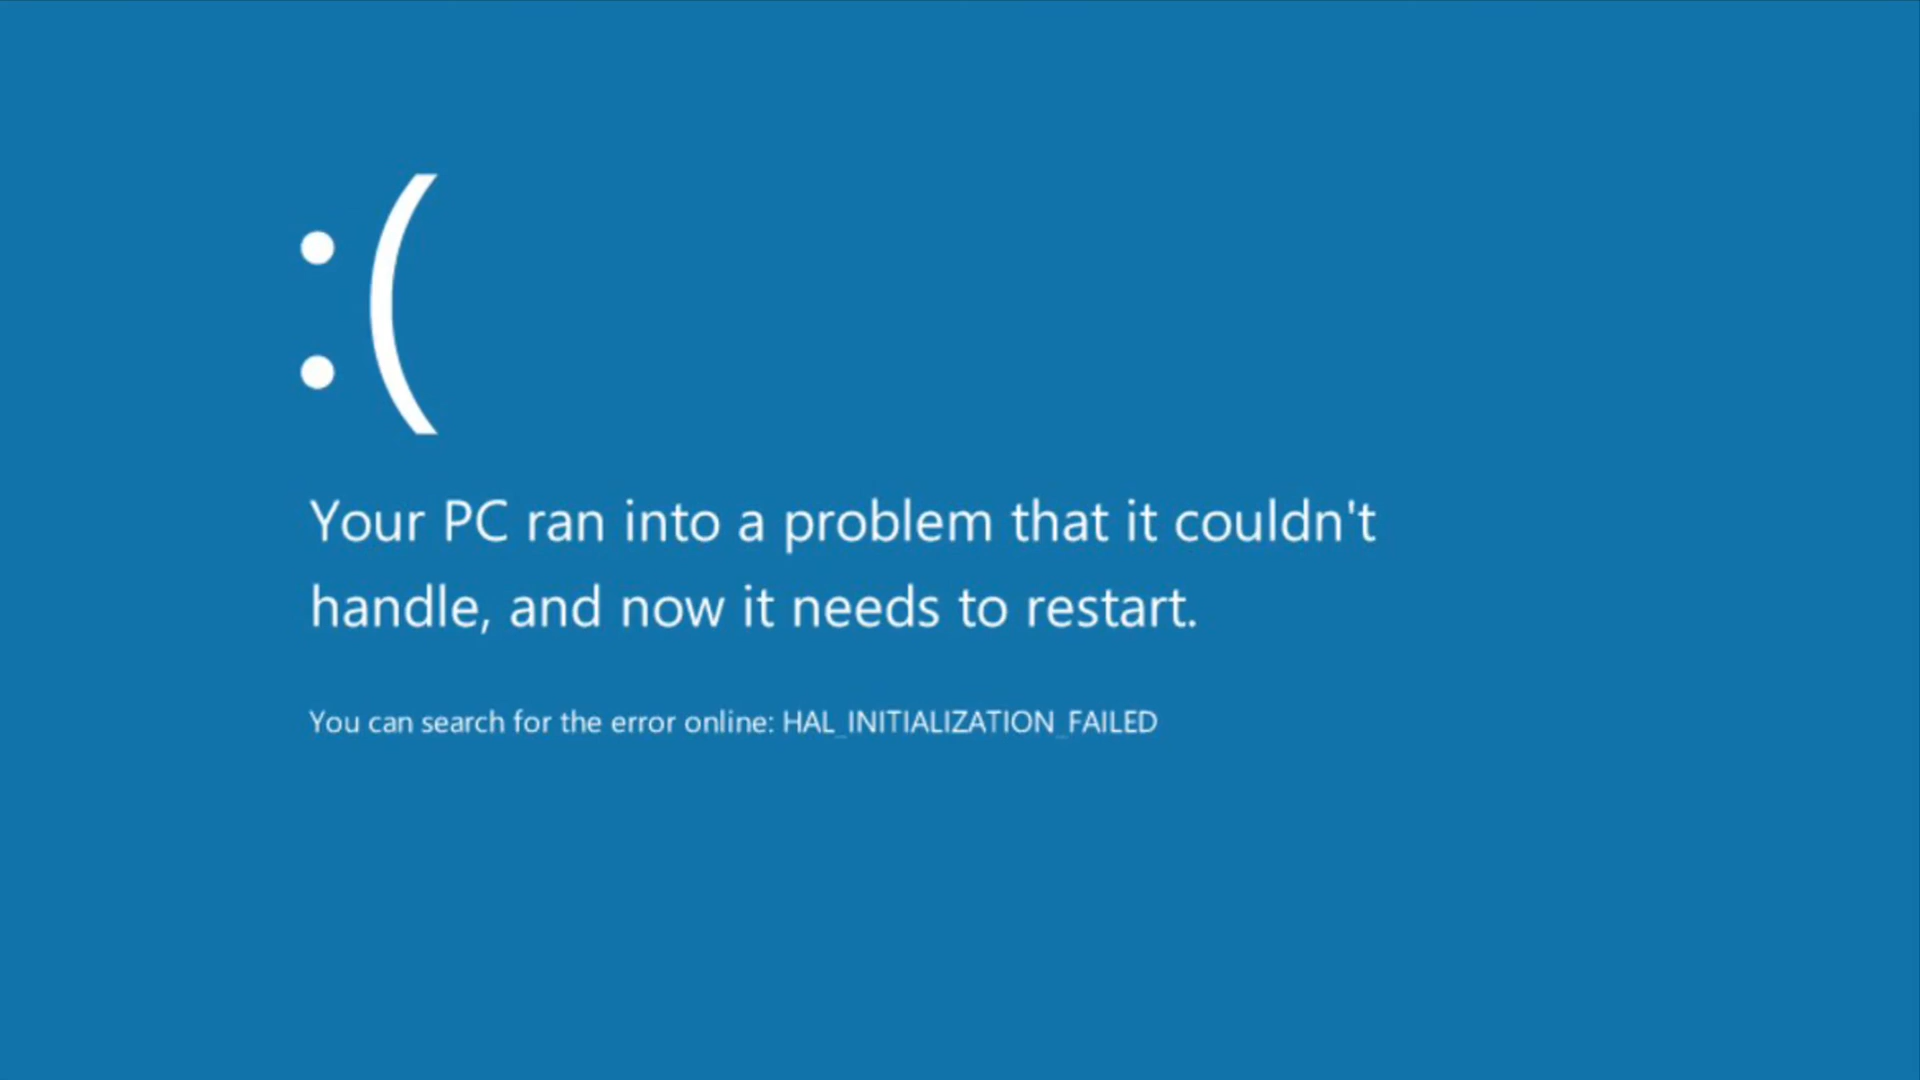 :(
Your PC ran into a problem that it couldn't
handle, and now it needs to restart.
You can search for the error online: HAL_INITIALIZATION_FAILED